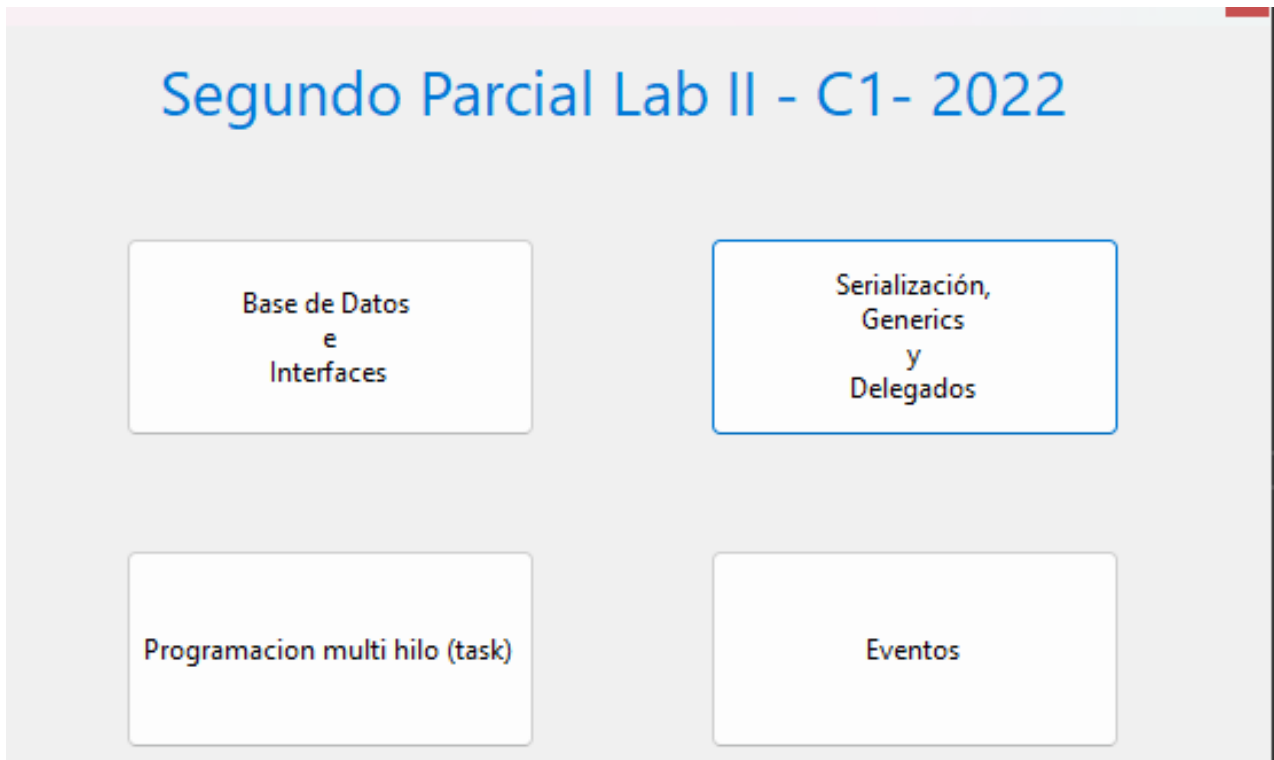 Segundo Parcial Lab II - C1- 2022
Base de Datos
e
Interfaces
Serialización,
Generics
y
Delegados
Programacion multi hilo (task)
Eventos